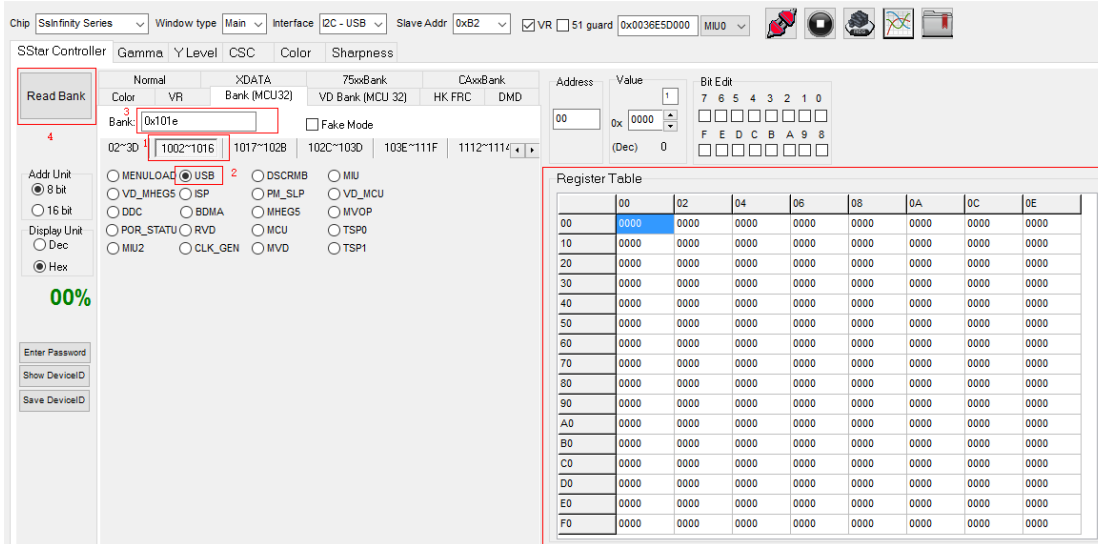 Chip SsInfinity Series Window type Main Interface I2C - USB Slave Addr 0xB2 VR 51 guard 0x0036E5D000 MIU0
SStar Controller Gamma Y Level CSC Color Sharpness
Read Bank
4
Normal XDATA 75xxBank CAxxBank
Color VR Bank (MCU32) VD Bank (MCU 32) HK FRC DMD
3
Bank: 0x101e Fake Mode
02~3D 1 1002~1016 1017~102B 102C~103D 103E~111F 1112~1114
MENULOAD USB 2 DSCRMB MIU
VD_MHEG5 ISP PM_SLP VD_MCU
DDC BDMA MHEG5 MVOP
POR_STATU RVD MCU TSP0
MIU2 CLK_GEN MVD TSP1
Addr Unit
8 bit
16 bit
Display Unit
Dec
Hex
00%
Enter Password
Show DeviceID
Save DeviceID
Address Value Bit Edit
1
7 6 5 4 3 2 1 0
00 0x 0000
F E D C B A 9 8
(Dec) 0
Register Table
00 02 04 06 08 0A 0C 0E
00 0000 0000 0000 0000 0000 0000 0000 0000
10 0000 0000 0000 0000 0000 0000 0000 0000
20 0000 0000 0000 0000 0000 0000 0000 0000
30 0000 0000 0000 0000 0000 0000 0000 0000
40 0000 0000 0000 0000 0000 0000 0000 0000
50 0000 0000 0000 0000 0000 0000 0000 0000
60 0000 0000 0000 0000 0000 0000 0000 0000
70 0000 0000 0000 0000 0000 0000 0000 0000
80 0000 0000 0000 0000 0000 0000 0000 0000
90 0000 0000 0000 0000 0000 0000 0000 0000
A0 0000 0000 0000 0000 0000 0000 0000 0000
B0 0000 0000 0000 0000 0000 0000 0000 0000
C0 0000 0000 0000 0000 0000 0000 0000 0000
D0 0000 0000 0000 0000 0000 0000 0000 0000
E0 0000 0000 0000 0000 0000 0000 0000 0000
F0 0000 0000 0000 0000 0000 0000 0000 0000